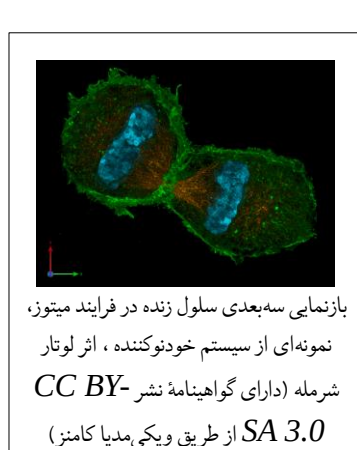 بازنمایی سه‌بعدی سلول زنده در فرایند میتوز،
نمونه‌ای از سیستم خودنوکننده ، اثر لوتار
شرمله (دارای گواهینامهٔ نشر CC BY-
SA 3.0 از طریق ویکی‌مدیا کامنز)